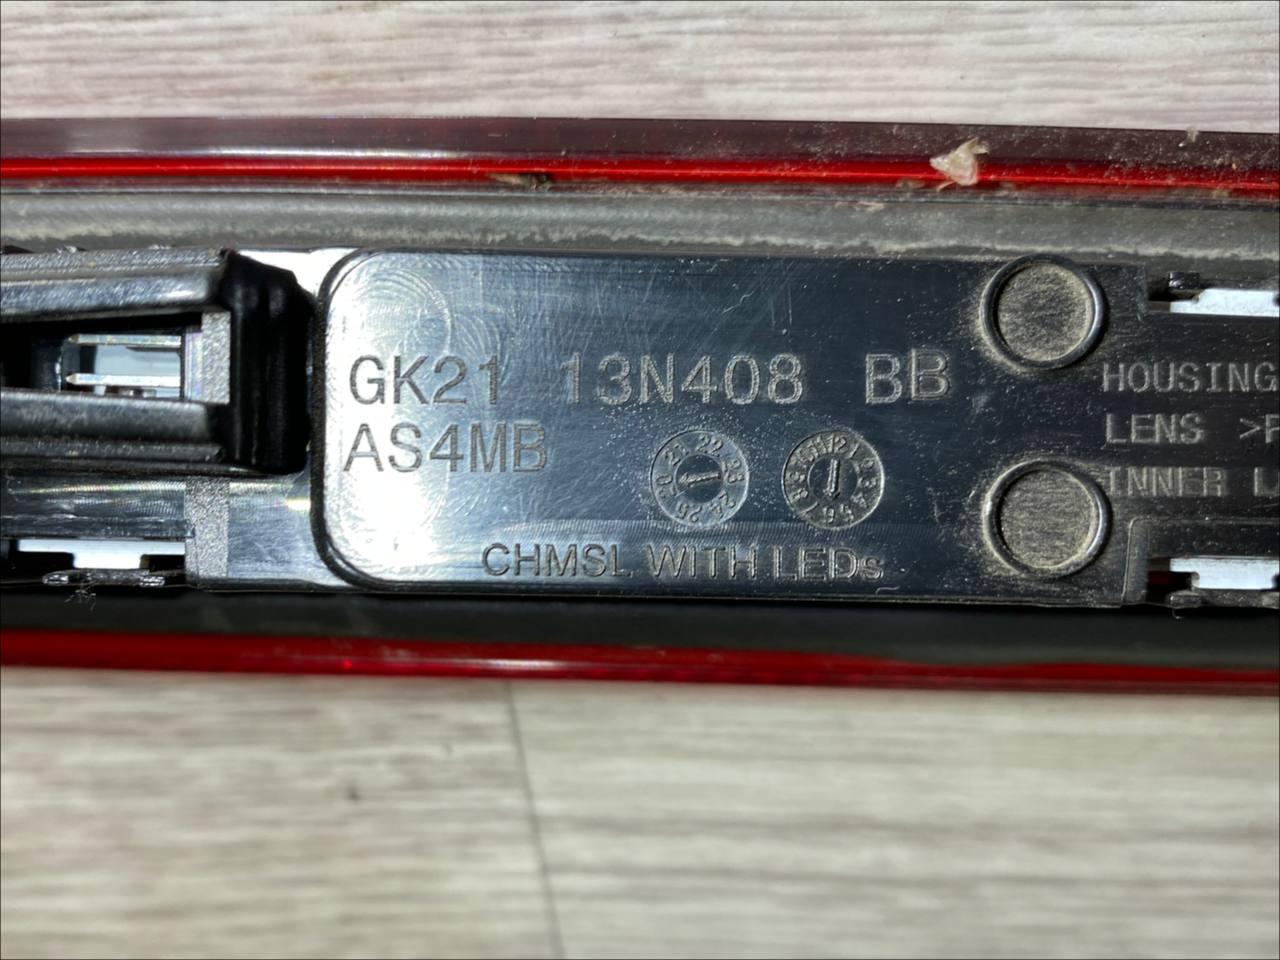 GK21 13N408 BB
AS4MB
CHMSL WITH LEDs
HOUSING
LENS >P
INNER L